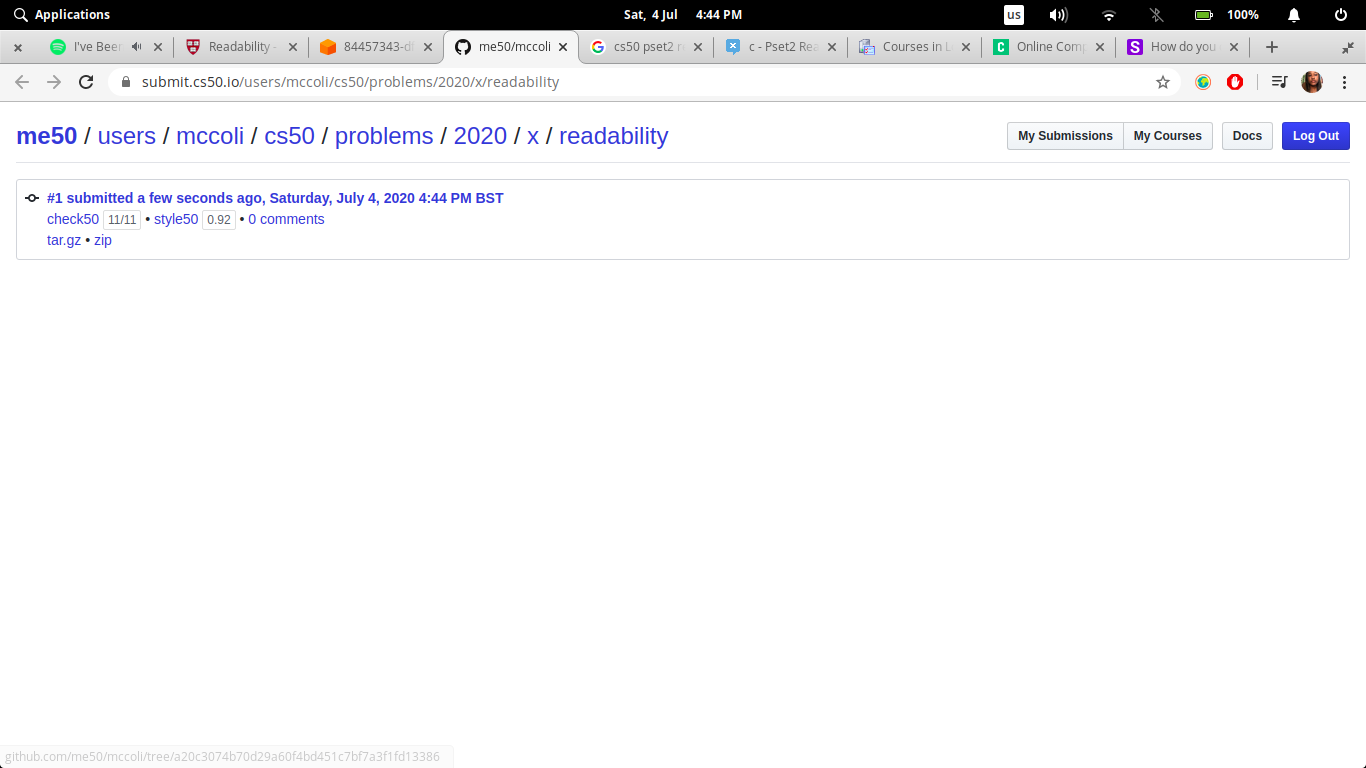 Applications
Sat, 4 Jul 4:44 PM
us
100%
I've Been
Readability -
84457343-d
me50/mccoli
cs50 pset2 r
c - Pset2 Rea
Courses in L
Online Comp
How do you
submit.cs50.io/users/mccoli/cs50/problems/2020/x/readability
me50 / users / mccoli / cs50 / problems / 2020 / x / readability
My Submissions My Courses Docs Log Out
#1 submitted a few seconds ago, Saturday, July 4, 2020 4:44 PM BST
check50 11/11 • style50 0.92 • 0 comments
tar.gz • zip
github.com/me50/mccoli/tree/a20c3074b70d29a60f4bd451c7bf7a3f1fd13386